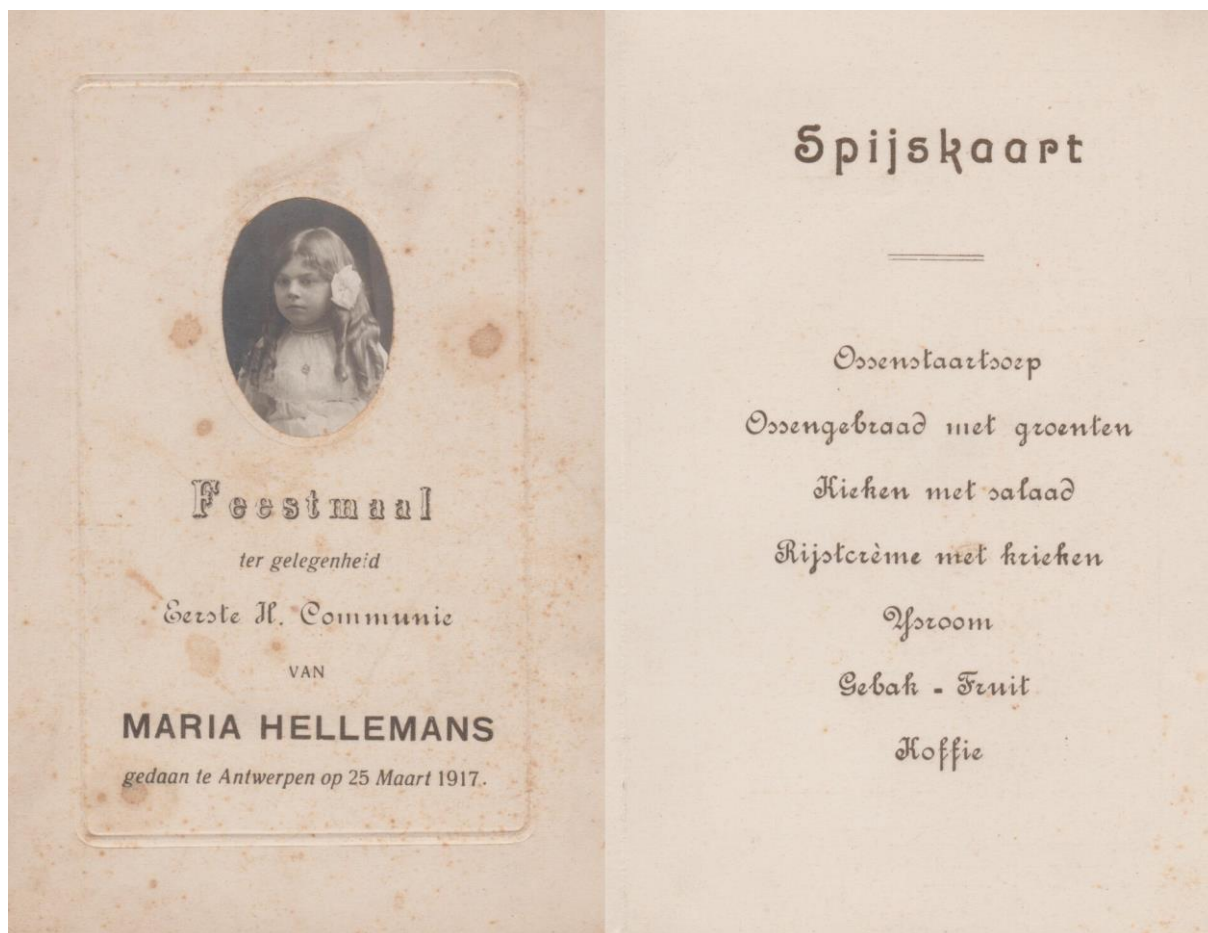 Feestmaal
ter gelegenheid
Eerste H. Communie
VAN
MARIA HELLEMANS
gedaan te Antwerpen op 25 Maart 1917.
Spijskaart
Ossenstaartsoep
Ossengebraad met groenten
Kieken met salaad
Rijstcrème met krieken
Ysroom
Gebak - Fruit
Koffie